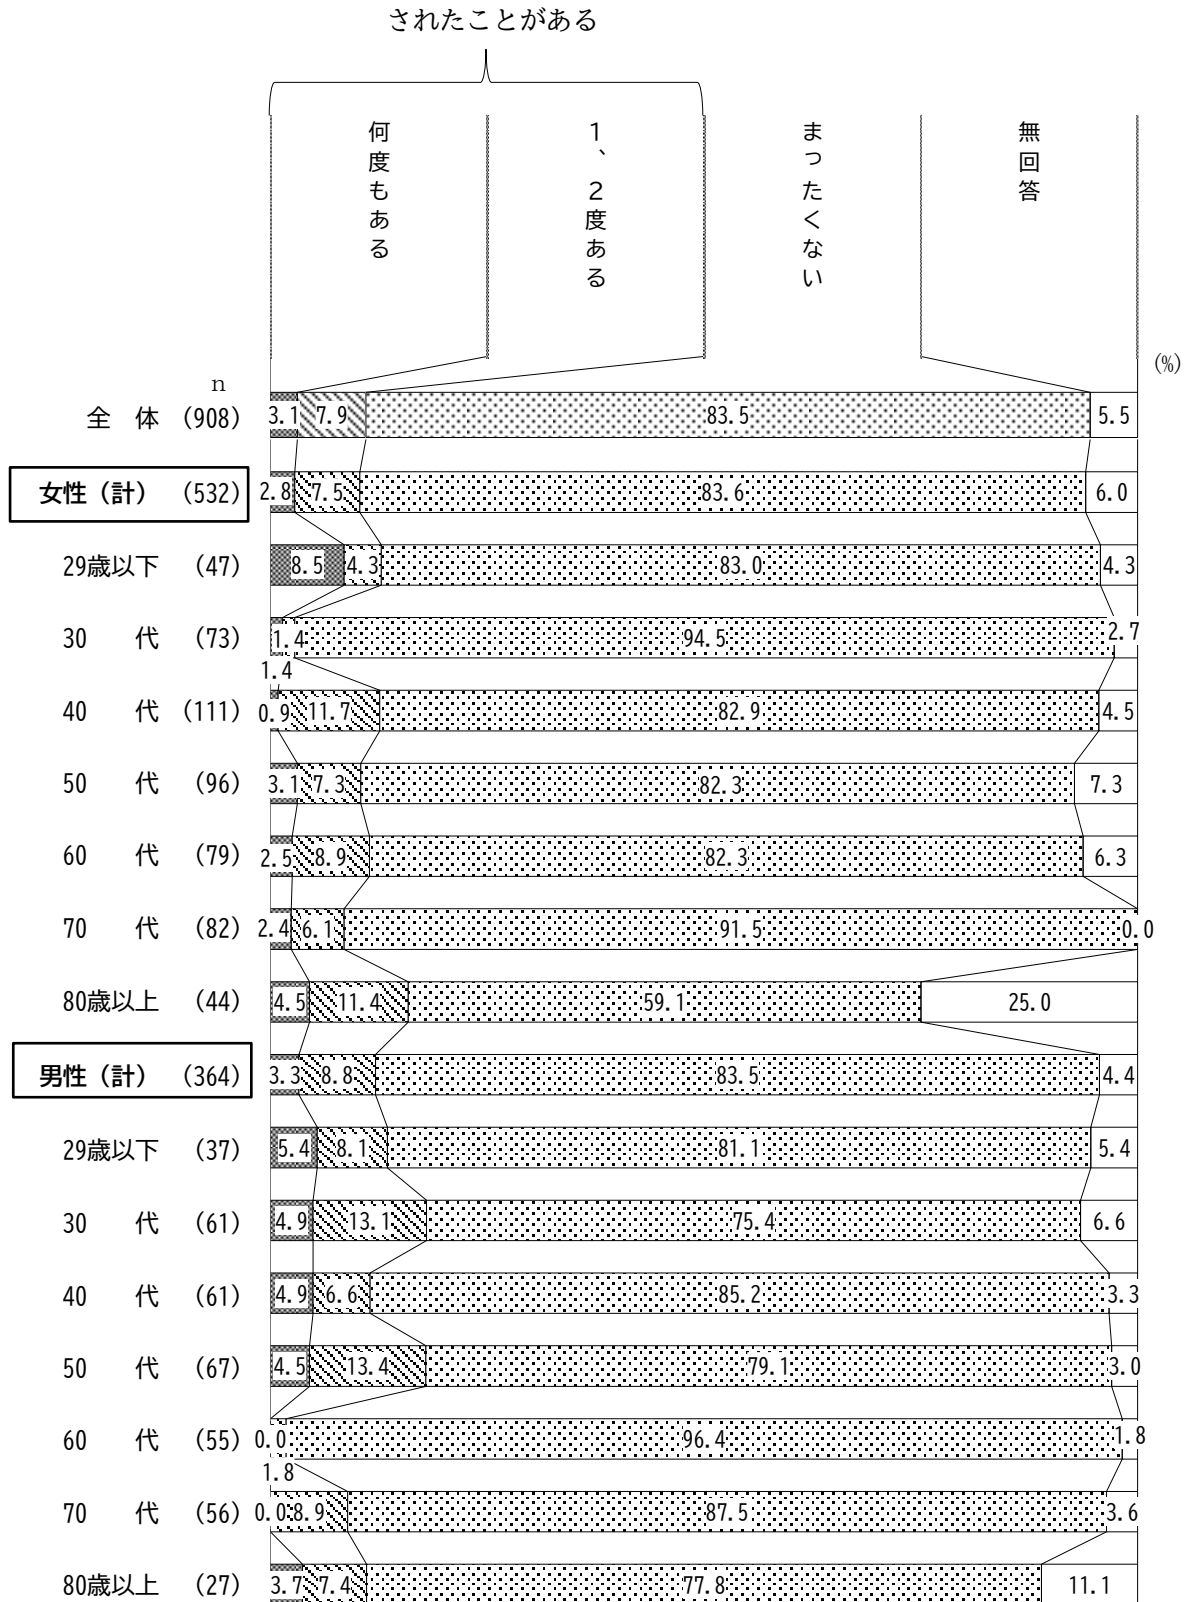 されたことがある
何度もある
１、２度ある
まったくない
無回答
(%)
n
全　体 (908) 3.1 7.9 83.5 5.5
女性（計） (532) 2.8 7.5 83.6 6.0
29歳以下 (47) 8.5 4.3 83.0 4.3
30　代 (73) 1.4 94.5 2.7
1.4
40　代 (111) 0.9 11.7 82.9 4.5
50　代 (96) 3.1 7.3 82.3 7.3
60　代 (79) 2.5 8.9 82.3 6.3
70　代 (82) 2.4 6.1 91.5 0.0
80歳以上 (44) 4.5 11.4 59.1 25.0
男性（計） (364) 3.3 8.8 83.5 4.4
29歳以下 (37) 5.4 8.1 81.1 5.4
30　代 (61) 4.9 13.1 75.4 6.6
40　代 (61) 4.9 6.6 85.2 3.3
50　代 (67) 4.5 13.4 79.1 3.0
60　代 (55) 0.0 96.4 1.8
1.8
70　代 (56) 0.0 8.9 87.5 3.6
80歳以上 (27) 3.7 7.4 77.8 11.1